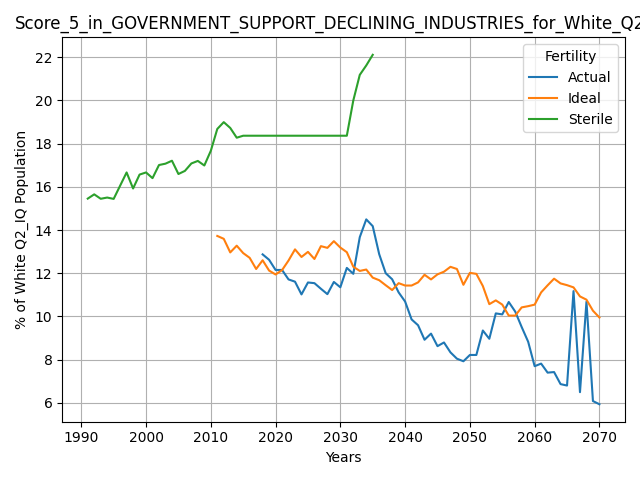 Score_5_in_GOVERNMENT_SUPPORT_DECLINING_INDUSTRIES_for_White_Q2
Fertility
Actual
Ideal
Sterile
% of White Q2_IQ Population
22
20
18
16
14
12
10
8
6
1990 2000 2010 2020 2030 2040 2050 2060 2070
Years